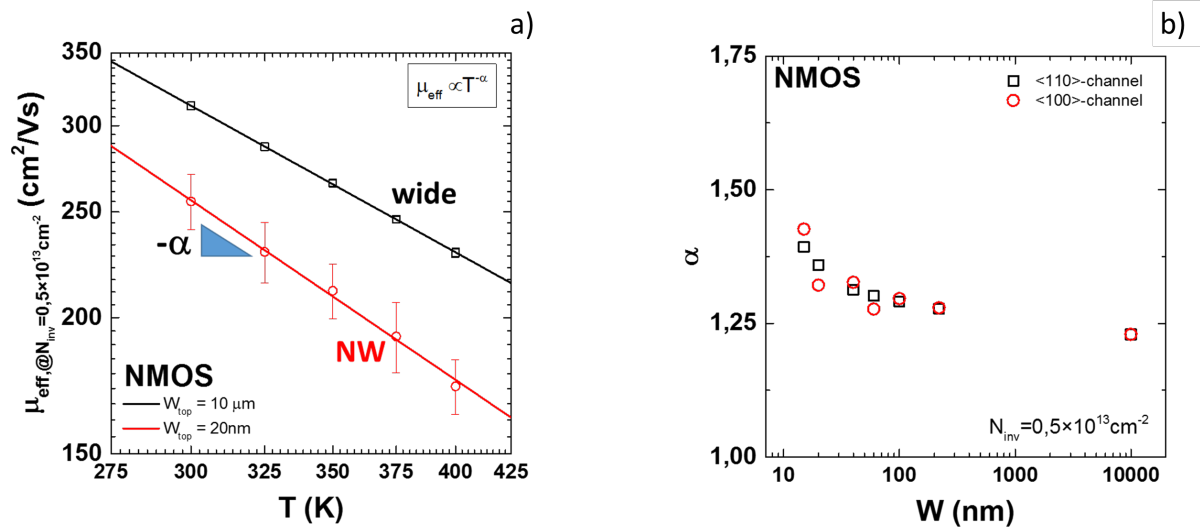 a)
350
300
250
200
150
μeff,@Ninv=0,5×10¹³cm⁻² (cm²/Vs)
μeff ∝T^-α
wide
-α
NW
NMOS
Wtop = 10 μm
Wtop = 20nm
275 300 325 350 375 400 425
T (K)
b)
1,75
1,50
1,25
1,00
α
NMOS
<110>-channel
<100>-channel
Ninv=0,5×10¹³cm⁻²
10 100 1000 10000
W (nm)